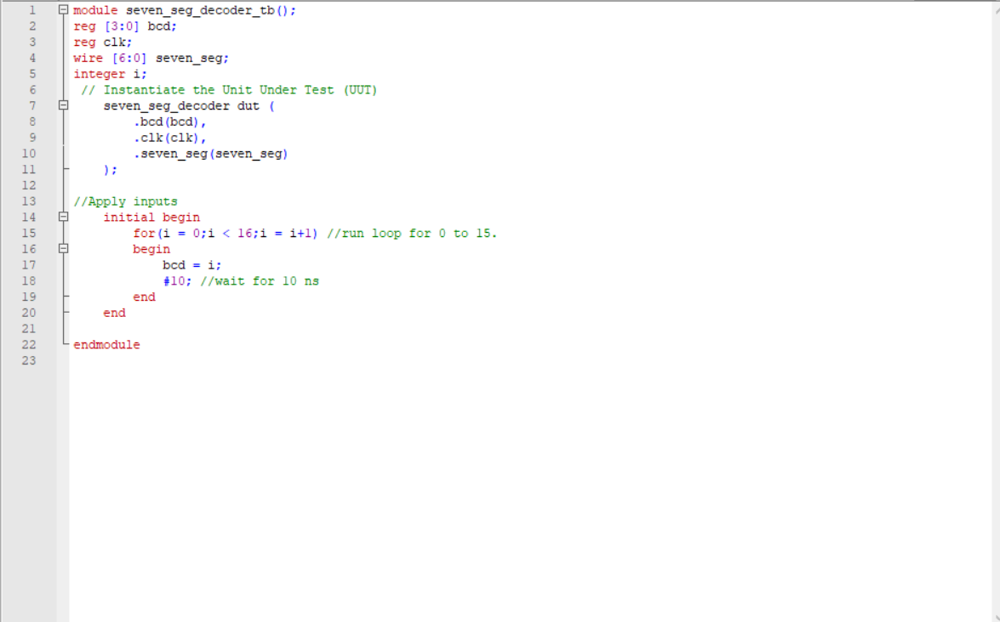 1 module seven_seg_decoder_tb();
2 reg [3:0] bcd;
3 reg clk;
4 wire [6:0] seven_seg;
5 integer i;
6 // Instantiate the Unit Under Test (UUT)
7 seven_seg_decoder dut (
8 .bcd(bcd),
9 .clk(clk),
10 .seven_seg(seven_seg)
11 );
12
13 //Apply inputs
14 initial begin
15 for(i = 0;i < 16;i = i+1) //run loop for 0 to 15.
16 begin
17 bcd = i;
18 #10; //wait for 10 ns
19 end
20 end
21
22 endmodule
23